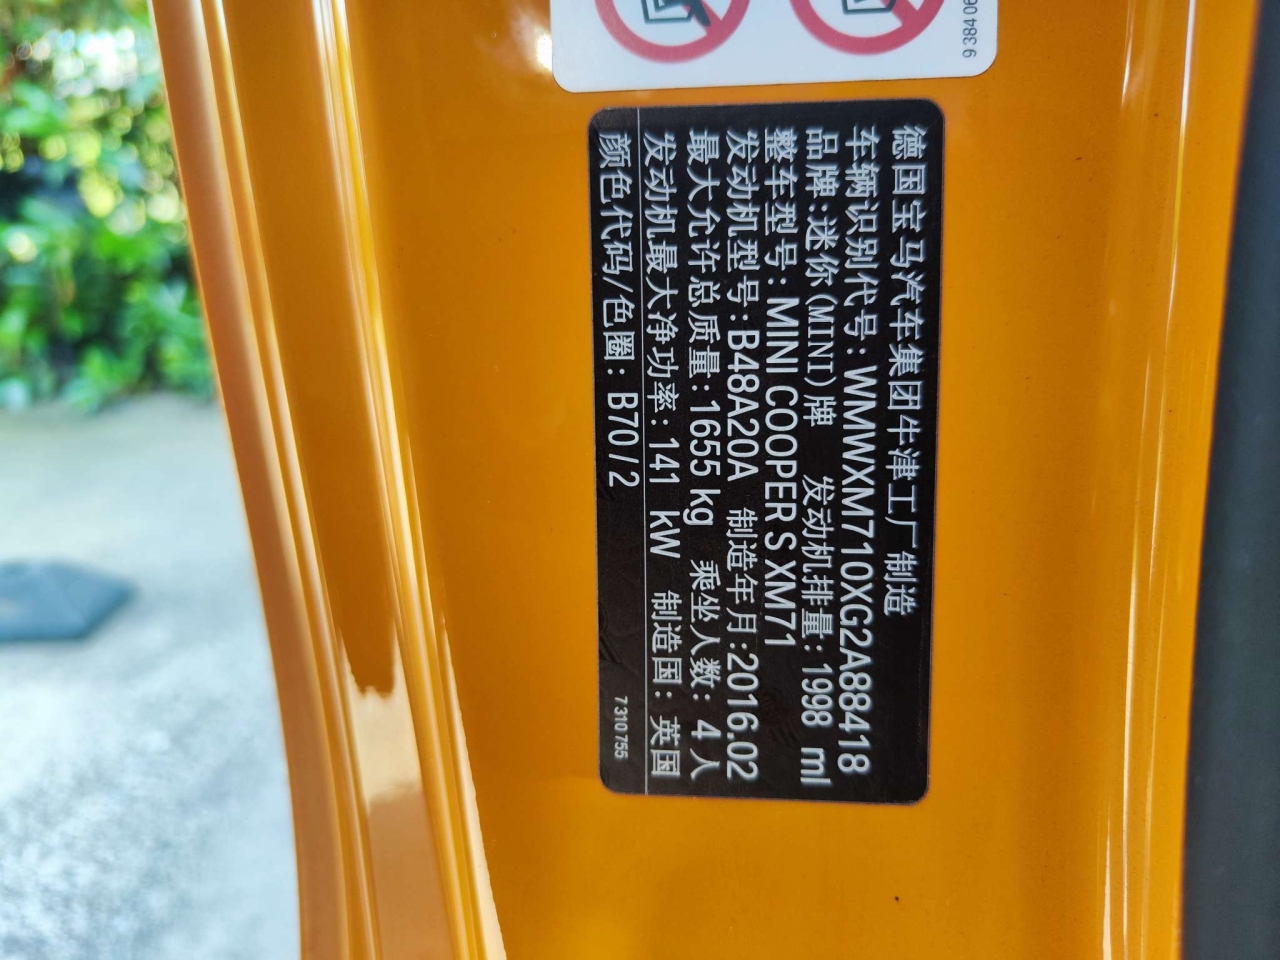 9 38406
德国宝马汽车集团牛津工厂制造
车辆识别代号: WMWXM710XG2A88418
品牌:迷你(MINI)牌 发动机排量: 1998 ml
整车型号: MINI COOPER S XM71
发动机型号: B48A20A 制造年月:2016.02
最大允许总质量: 1655 kg 乘坐人数: 4 人
发动机最大净功率: 141 kW 制造国: 英国
颜色代码/色圈: B70 / 2
7 310 755